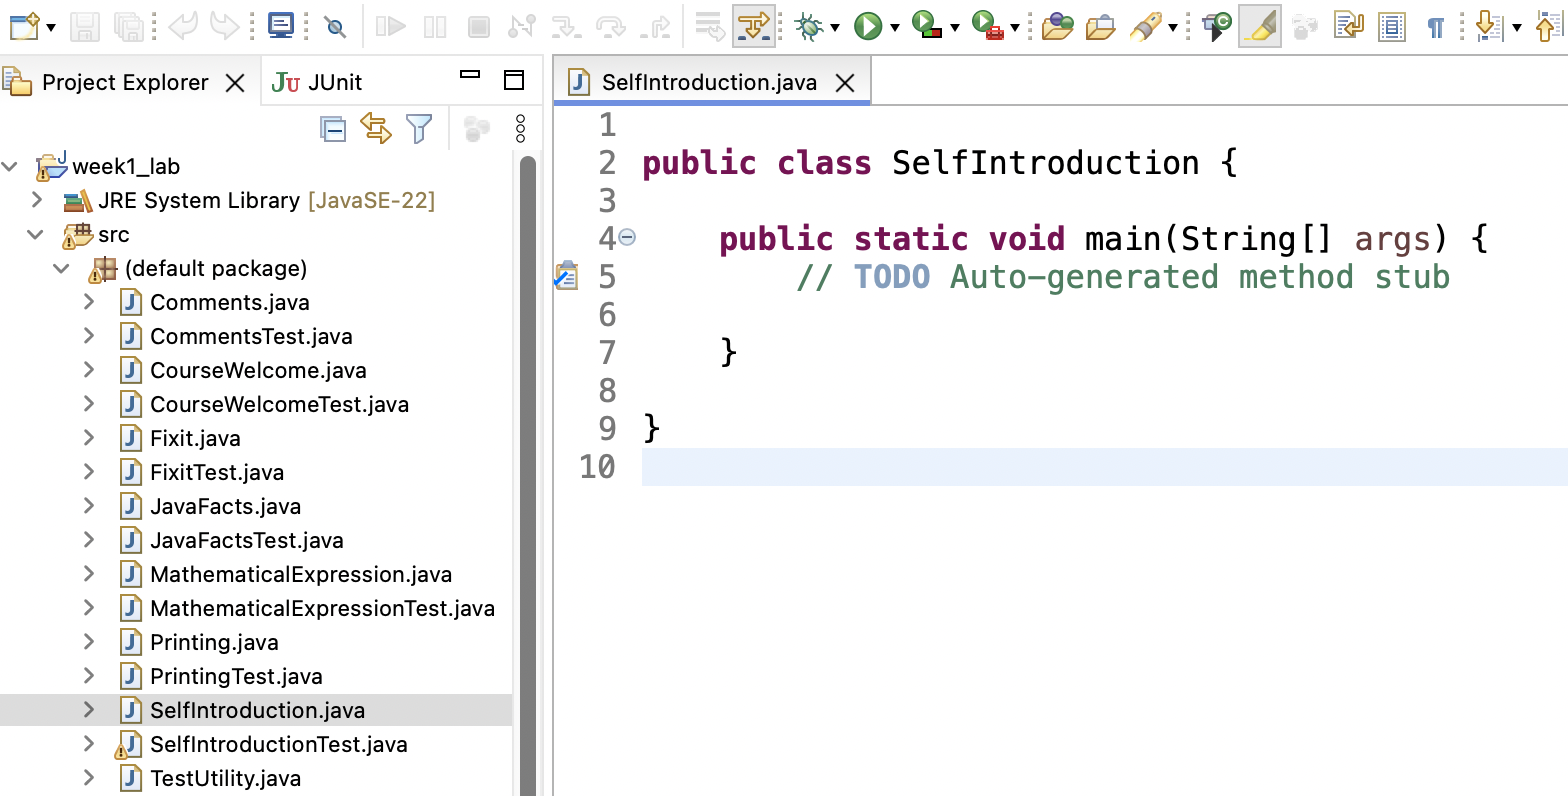 Project Explorer
JUnit
week1_lab
JRE System Library [JavaSE-22]
src
(default package)
Comments.java
CommentsTest.java
CourseWelcome.java
CourseWelcomeTest.java
Fixit.java
FixitTest.java
JavaFacts.java
JavaFactsTest.java
MathematicalExpression.java
MathematicalExpressionTest.java
Printing.java
PrintingTest.java
SelfIntroduction.java
SelfIntroductionTest.java
TestUtility.java
SelfIntroduction.java
1
2 public class SelfIntroduction {
3
4 public static void main(String[] args) {
5 // TODO Auto-generated method stub
6
7 }
8
9 }
10